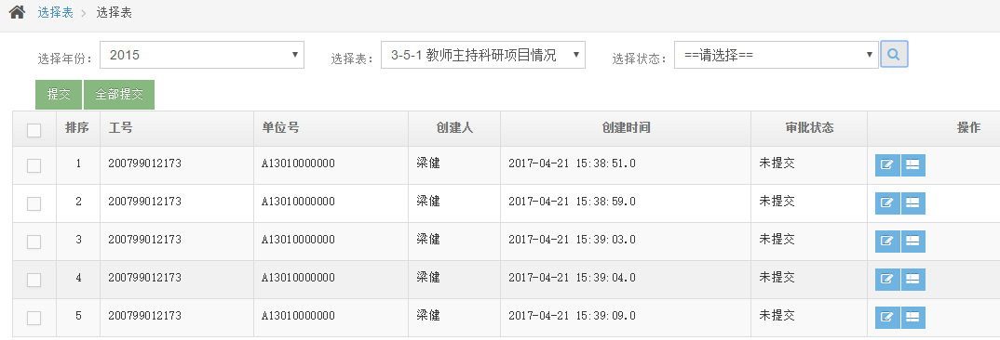 选择表 > 选择表
选择年份: 2015 选择表: 3-5-1 教师主持科研项目情况 选择状态: ==请选择==
提交 全部提交
排序 工号 单位号 创建人 创建时间 审批状态 操作
1 200799012173 A13010000000 梁健 2017-04-21 15:38:51.0 未提交
2 200799012173 A13010000000 梁健 2017-04-21 15:38:59.0 未提交
3 200799012173 A13010000000 梁健 2017-04-21 15:39:03.0 未提交
4 200799012173 A13010000000 梁健 2017-04-21 15:39:04.0 未提交
5 200799012173 A13010000000 梁健 2017-04-21 15:39:09.0 未提交